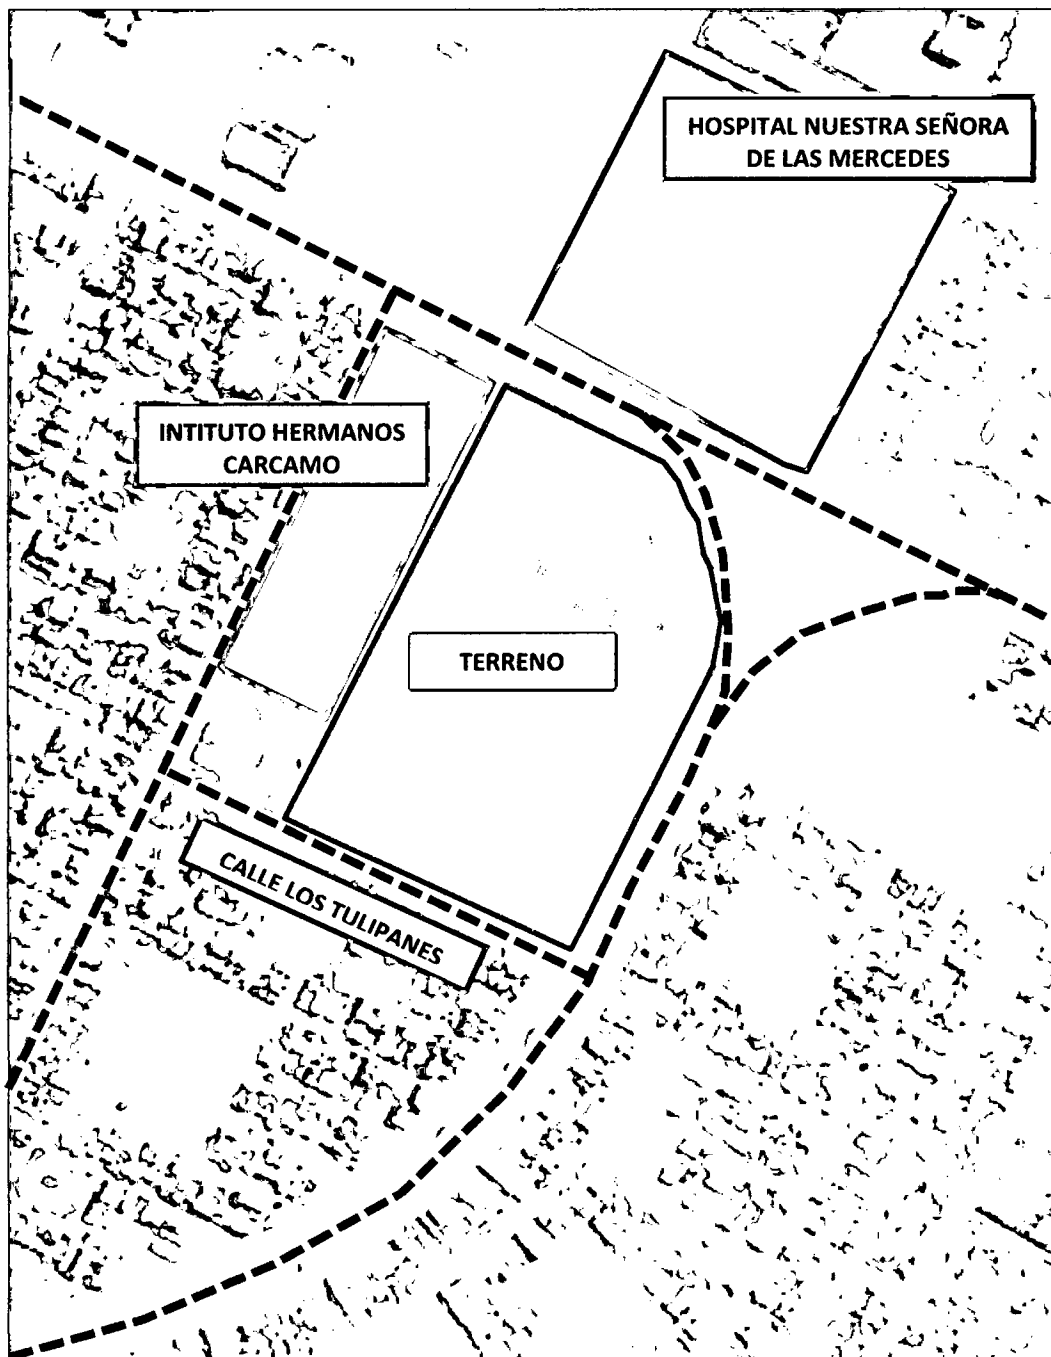 HOSPITAL NUESTRA SEÑORA
DE LAS MERCEDES
INTITUTO HERMANOS
CARCAMO
TERRENO
CALLE LOS TULIPANES